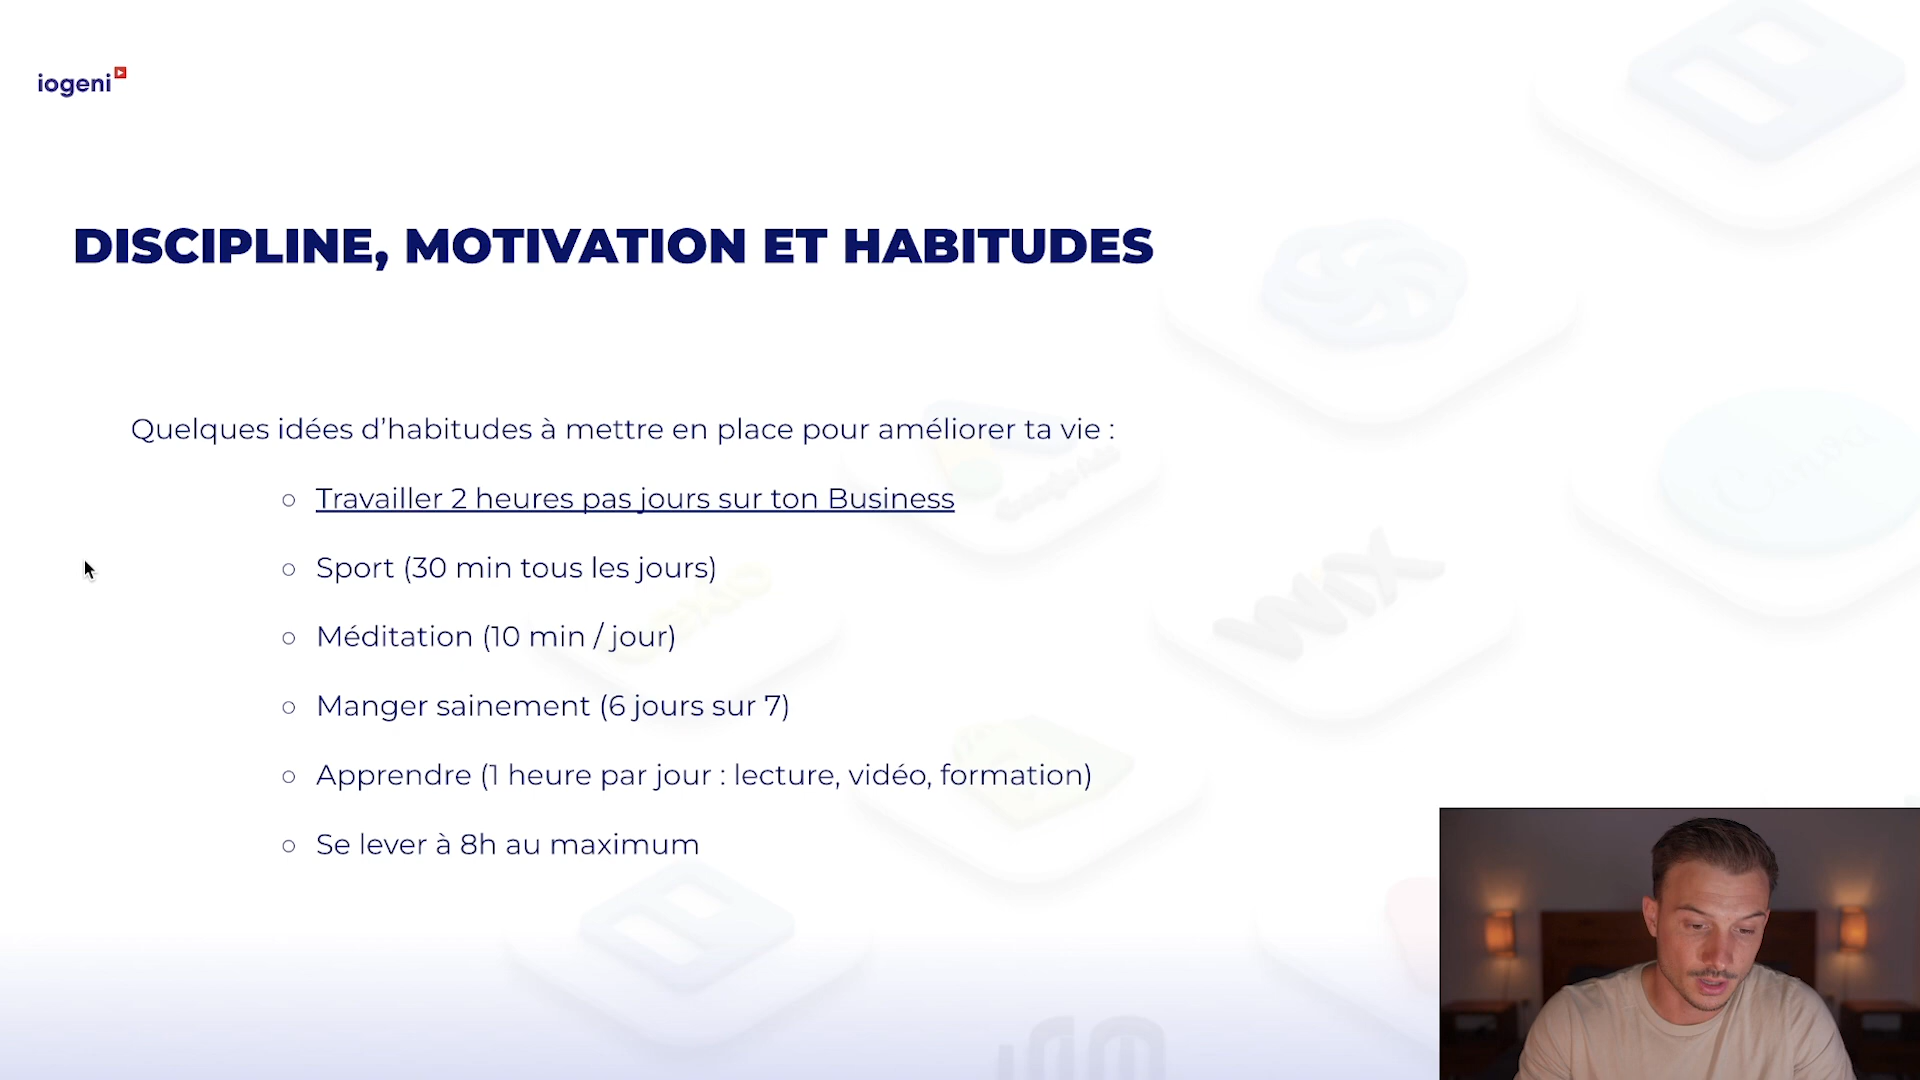 iogeni
DISCIPLINE, MOTIVATION ET HABITUDES
Quelques idées d’habitudes à mettre en place pour améliorer ta vie :
Travailler 2 heures pas jours sur ton Business
Sport (30 min tous les jours)
Méditation (10 min / jour)
Manger sainement (6 jours sur 7)
Apprendre (1 heure par jour : lecture, vidéo, formation)
Se lever à 8h au maximum
WIX
Canva